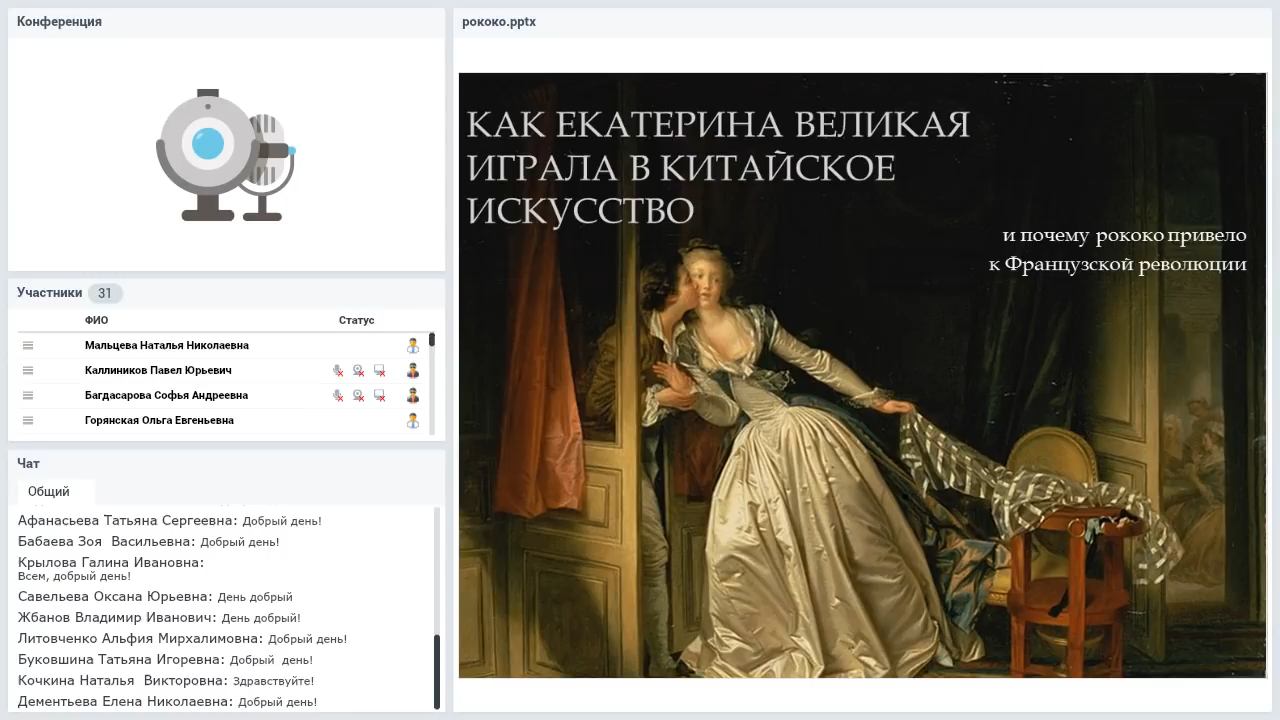 Конференция
Участники 31
ФИО Статус
Мальцева Наталья Николаевна
Каллиников Павел Юрьевич
Багдасарова Софья Андреевна
Горянская Ольга Евгеньевна
Чат
Общий
Афанасьева Татьяна Сергеевна: Добрый день!
Бабаева Зоя Васильевна: Добрый день!
Крылова Галина Ивановна:
Всем, добрый день!
Савельева Оксана Юрьевна: День добрый
Жбанов Владимир Иванович: День добрый!
Литовченко Альфия Мирхалимовна: Добрый день!
Буковшина Татьяна Игоревна: Добрый день!
Кочкина Наталья Викторовна: Здравствуйте!
Дементьева Елена Николаевна: Добрый день!
рококо.pptx
КАК ЕКАТЕРИНА ВЕЛИКАЯ
ИГРАЛА В КИТАЙСКОЕ
ИСКУССТВО
и почему рококо привело
к Французской революции